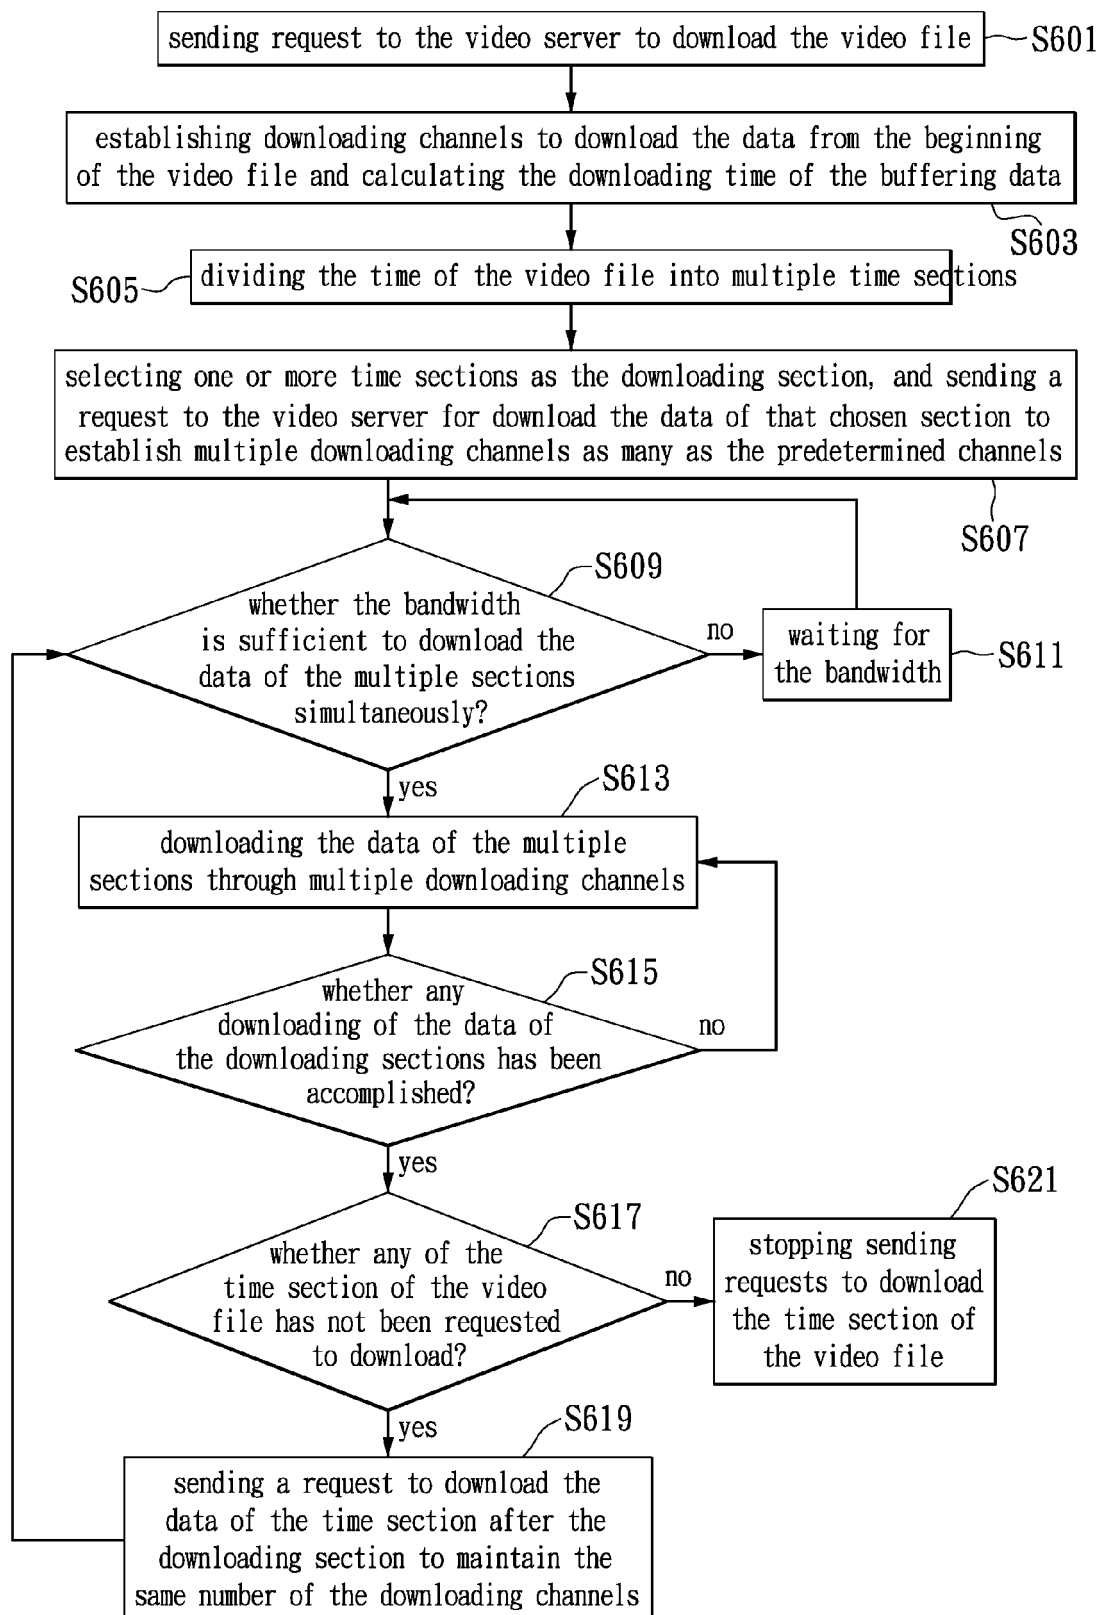 sending request to the video server to download the video file
S601
establishing downloading channels to download the data from the beginning
of the video file and calculating the downloading time of the buffering data
S603
dividing the time of the video file into multiple time sections
S605
selecting one or more time sections as the downloading section, and sending a
request to the video server for download the data of that chosen section to
establish multiple downloading channels as many as the predetermined channels
S607
S609
whether the bandwidth
is sufficient to download the
data of the multiple sections
simultaneously?
no
waiting for
the bandwidth
S611
yes
S613
downloading the data of the multiple
sections through multiple downloading channels
S615
whether any
downloading of the data of
the downloading sections has been
accomplished?
no
yes
S617
whether any of the
time section of the video
file has not been requested
to download?
no
S621
stopping sending
requests to download
the time section of
the video file
yes
S619
sending a request to download the
data of the time section after the
downloading section to maintain the
same number of the downloading channels